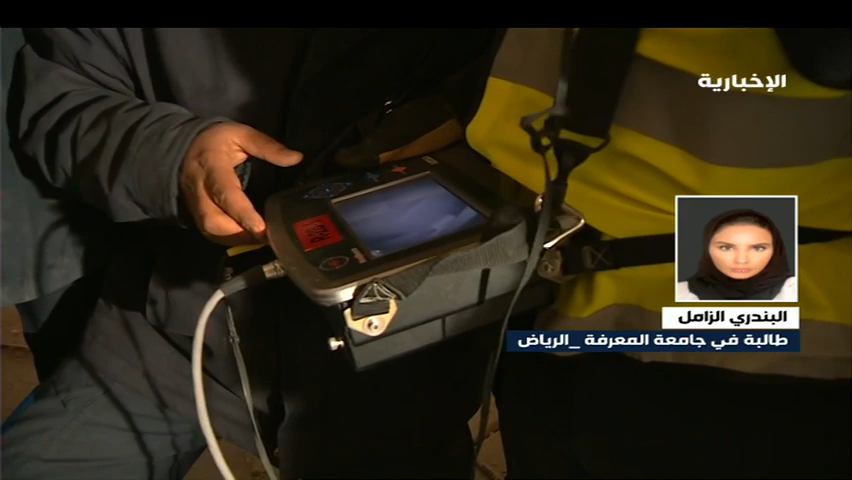 الإخبارية
البندري الزامل
طالبة في جامعة المعرفة _الرياض